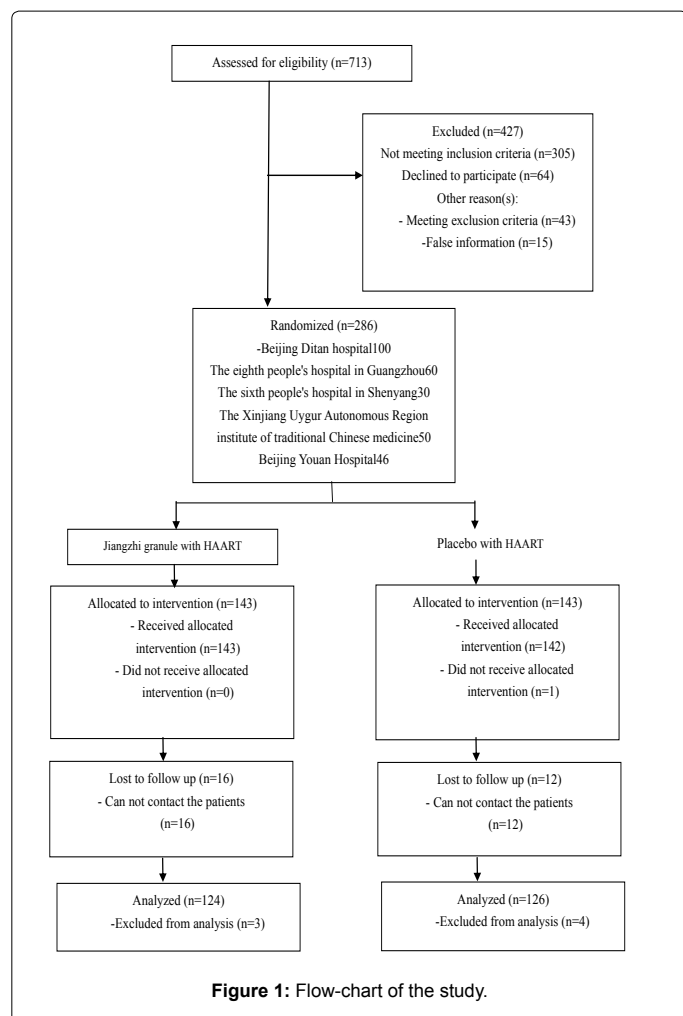 Assessed for eligibility (n=713)
Excluded (n=427)
Not meeting inclusion criteria (n=305)
Declined to participate (n=64)
Other reason(s):
- Meeting exclusion criteria (n=43)
-False information (n=15)
Randomized (n=286)
-Beijing Ditan hospital100
The eighth people's hospital in Guangzhou60
The sixth people's hospital in Shenyang30
The Xinjiang Uygur Autonomous Region
institute of traditional Chinese medicine50
Beijing Youan Hospital46
Jiangzhi granule with HAART
Allocated to intervention (n=143)
- Received allocated
intervention (n=143)
- Did not receive allocated
intervention (n=0)
Lost to follow up (n=16)
- Can not contact the patients
(n=16)
Analyzed (n=124)
-Excluded from analysis (n=3)
Placebo with HAART
Allocated to intervention (n=143)
- Received allocated
intervention (n=142)
- Did not receive allocated
intervention (n=1)
Lost to follow up (n=12)
- Can not contact the patients
(n=12)
Analyzed (n=126)
-Excluded from analysis (n=4)
Figure 1: Flow-chart of the study.